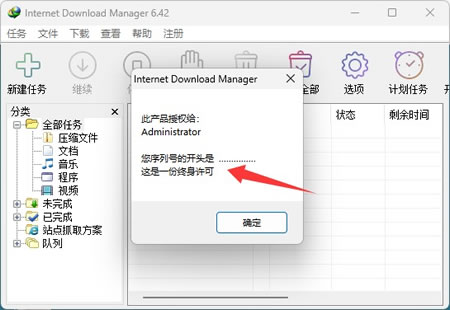 Internet Download Manager 6.42
任务 文件 下载 查看 帮助 注册
新建任务 继续 全部 选项 计划任务
分类
全部任务
压缩文件
文档
音乐
程序
视频
未完成
已完成
站点抓取方案
队列
状态 剩余时间
Internet Download Manager
此产品授权给:
Administrator
您序列号的开头是 ..............
这是一份终身许可
确定